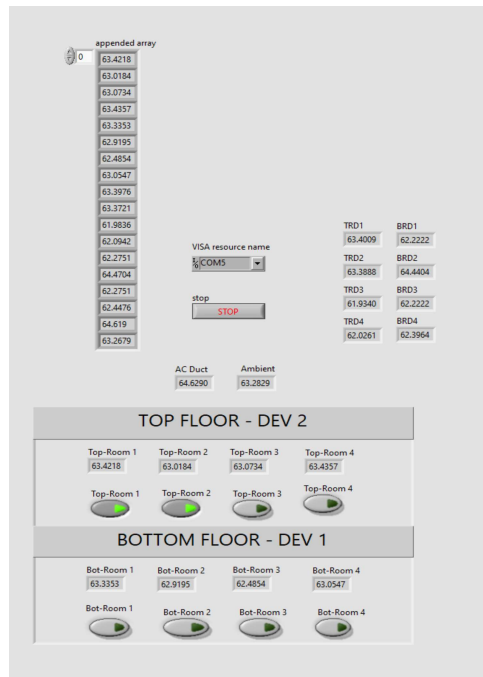 appended array
0
63.4218
63.0184
63.0734
63.4357
63.3353
62.9195
62.4854
63.0547
63.3976
63.3721
61.9836
62.0942
62.2751
64.4704
62.2751
62.4476
64.619
63.2679
VISA resource name
COM5
stop
STOP
TRD1 BRD1
63.4009 62.2222
TRD2 BRD2
63.3888 64.4404
TRD3 BRD3
61.9340 62.2222
TRD4 BRD4
62.0261 62.3964
AC Duct Ambient
64.6290 63.2829
TOP FLOOR - DEV 2
Top-Room 1 Top-Room 2 Top-Room 3 Top-Room 4
63.4218 63.0184 63.0734 63.4357
Top-Room 1 Top-Room 2 Top-Room 3 Top-Room 4
BOTTOM FLOOR - DEV 1
Bot-Room 1 Bot-Room 2 Bot-Room 3 Bot-Room 4
63.3353 62.9195 62.4854 63.0547
Bot-Room 1 Bot-Room 2 Bot-Room 3 Bot-Room 4